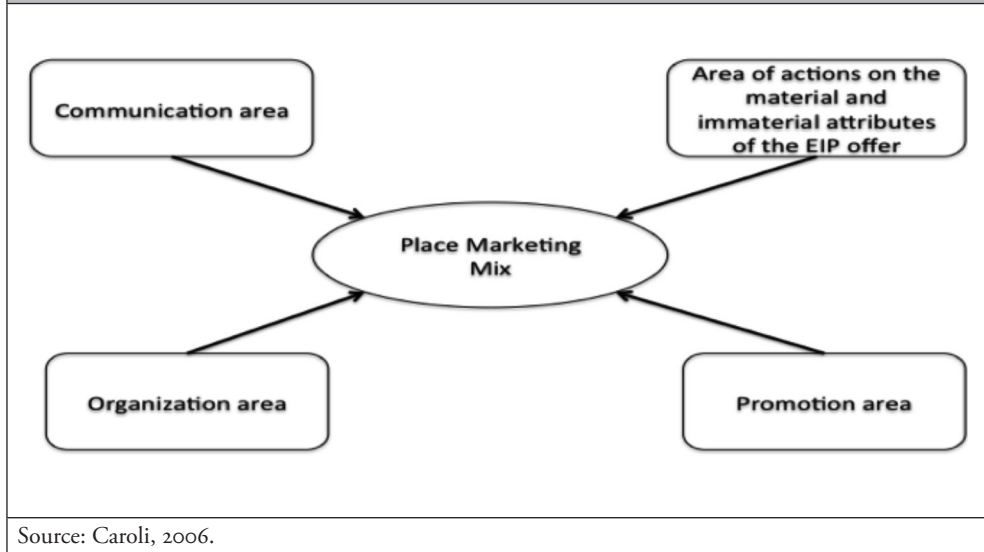 Communication area
Area of actions on the
material and
immaterial attributes
of the EIP offer
Place Marketing
Mix
Organization area
Promotion area
Source: Caroli, 2006.